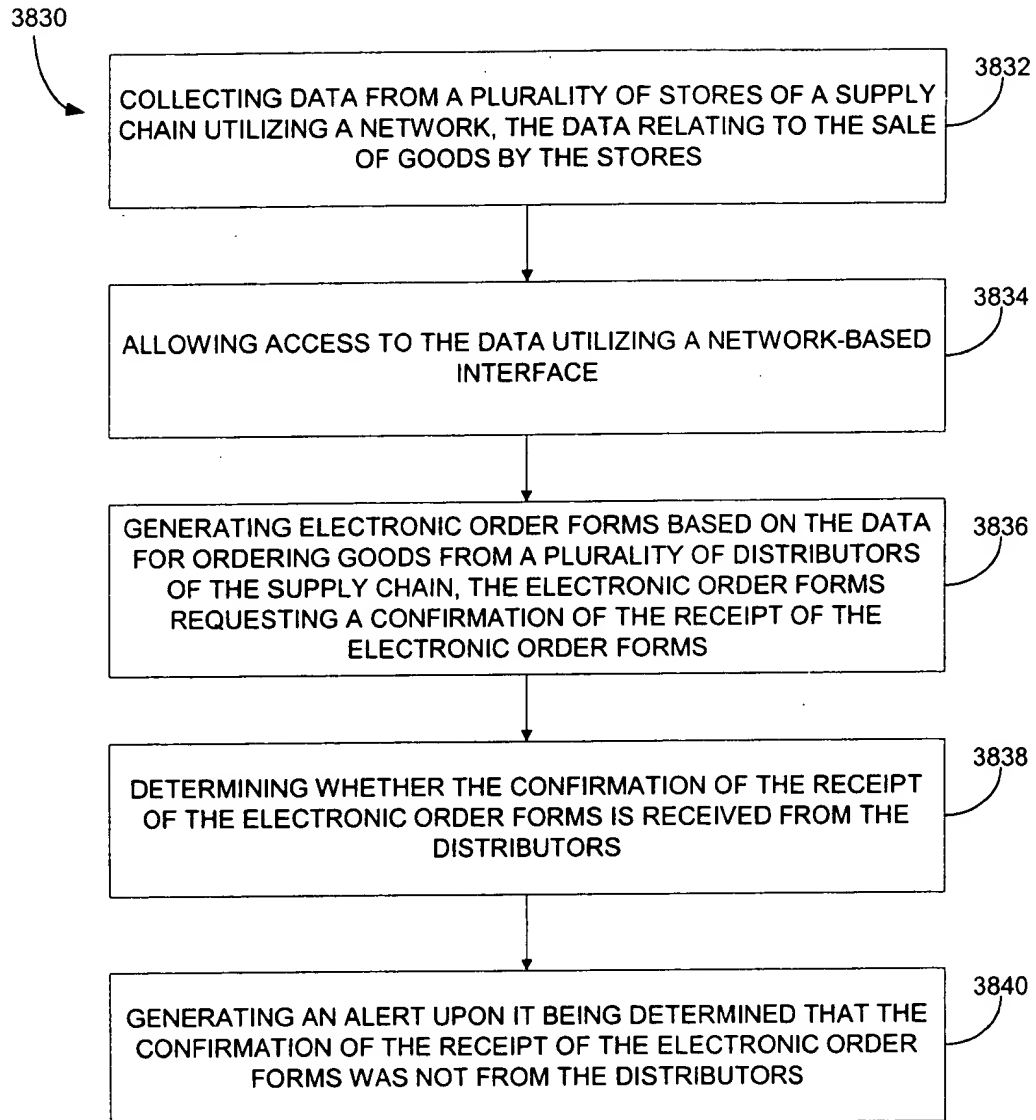 3830
3832
COLLECTING DATA FROM A PLURALITY OF STORES OF A SUPPLY
CHAIN UTILIZING A NETWORK, THE DATA RELATING TO THE SALE
OF GOODS BY THE STORES
3834
ALLOWING ACCESS TO THE DATA UTILIZING A NETWORK-BASED
INTERFACE
3836
GENERATING ELECTRONIC ORDER FORMS BASED ON THE DATA
FOR ORDERING GOODS FROM A PLURALITY OF DISTRIBUTORS
OF THE SUPPLY CHAIN, THE ELECTRONIC ORDER FORMS
REQUESTING A CONFIRMATION OF THE RECEIPT OF THE
ELECTRONIC ORDER FORMS
3838
DETERMINING WHETHER THE CONFIRMATION OF THE RECEIPT
OF THE ELECTRONIC ORDER FORMS IS RECEIVED FROM THE
DISTRIBUTORS
3840
GENERATING AN ALERT UPON IT BEING DETERMINED THAT THE
CONFIRMATION OF THE RECEIPT OF THE ELECTRONIC ORDER
FORMS WAS NOT FROM THE DISTRIBUTORS